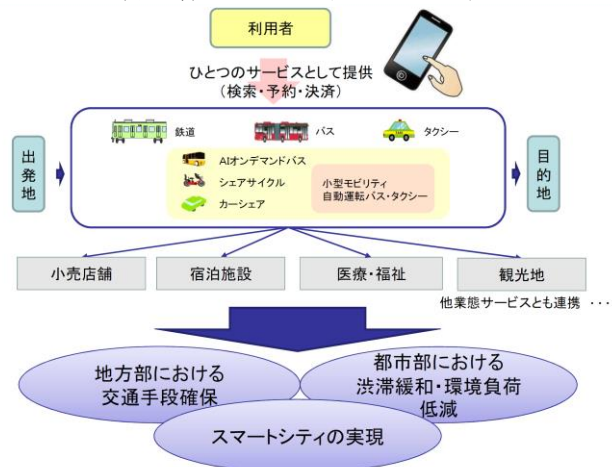 利用者
ひとつのサービスとして提供
(検索・予約・決済)
鉄道
バス
タクシー
出発地
AIオンデマンドバス
シェアサイクル
カーシェア
小型モビリティ
自動運転バス・タクシー
目的地
小売店舗
宿泊施設
医療・福祉
観光地
他業態サービスとも連携 ・・・
地方部における
交通手段確保
都市部における
渋滞緩和・環境負荷
低減
スマートシティの実現